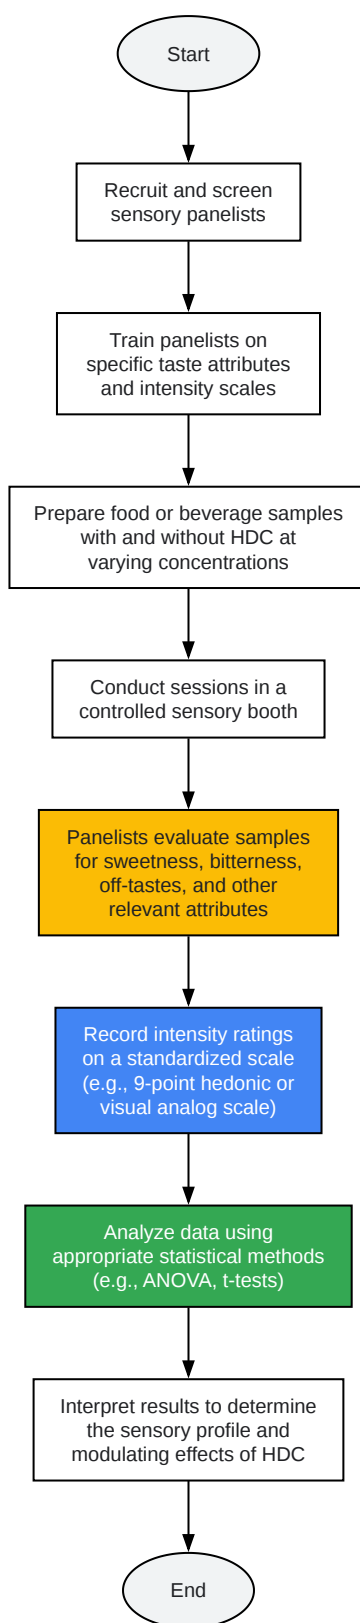 Start
Recruit and screen
sensory panelists
Train panelists on
specific taste attributes
and intensity scales
Prepare food or beverage samples
with and without HDC at
varying concentrations
Conduct sessions in a
controlled sensory booth
Panelists evaluate samples
for sweetness, bitterness,
off-tastes, and other
relevant attributes
Record intensity ratings
on a standardized scale
(e.g., 9-point hedonic or
visual analog scale)
Analyze data using
appropriate statistical methods
(e.g., ANOVA, t-tests)
Interpret results to determine
the sensory profile and
modulating effects of HDC
End